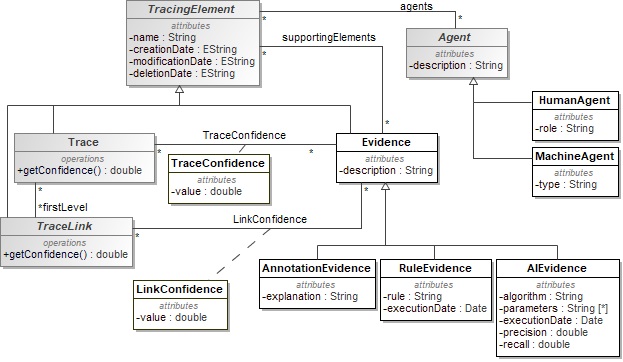 TracingElement
attributes
-name : String
-creationDate : EString
-modificationDate : EString
-deletionDate : EString
*
agents
*
Agent
attributes
-description : String
*
supportingElements
*
HumanAgent
attributes
-role : String
MachineAgent
attributes
-type : String
Trace
operations
+getConfidence() : double
*
TraceConfidence
*
TraceConfidence
attributes
-value : double
Evidence
attributes
-description : String
*
*
firstLevel
TraceLink
operations
+getConfidence() : double
*
LinkConfidence
*
LinkConfidence
attributes
-value : double
AnnotationEvidence
attributes
-explanation : String
RuleEvidence
attributes
-rule : String
-executionDate : Date
AIEvidence
attributes
-algorithm : String
-parameters : String [*]
-executionDate : Date
-precision : double
-recall : double